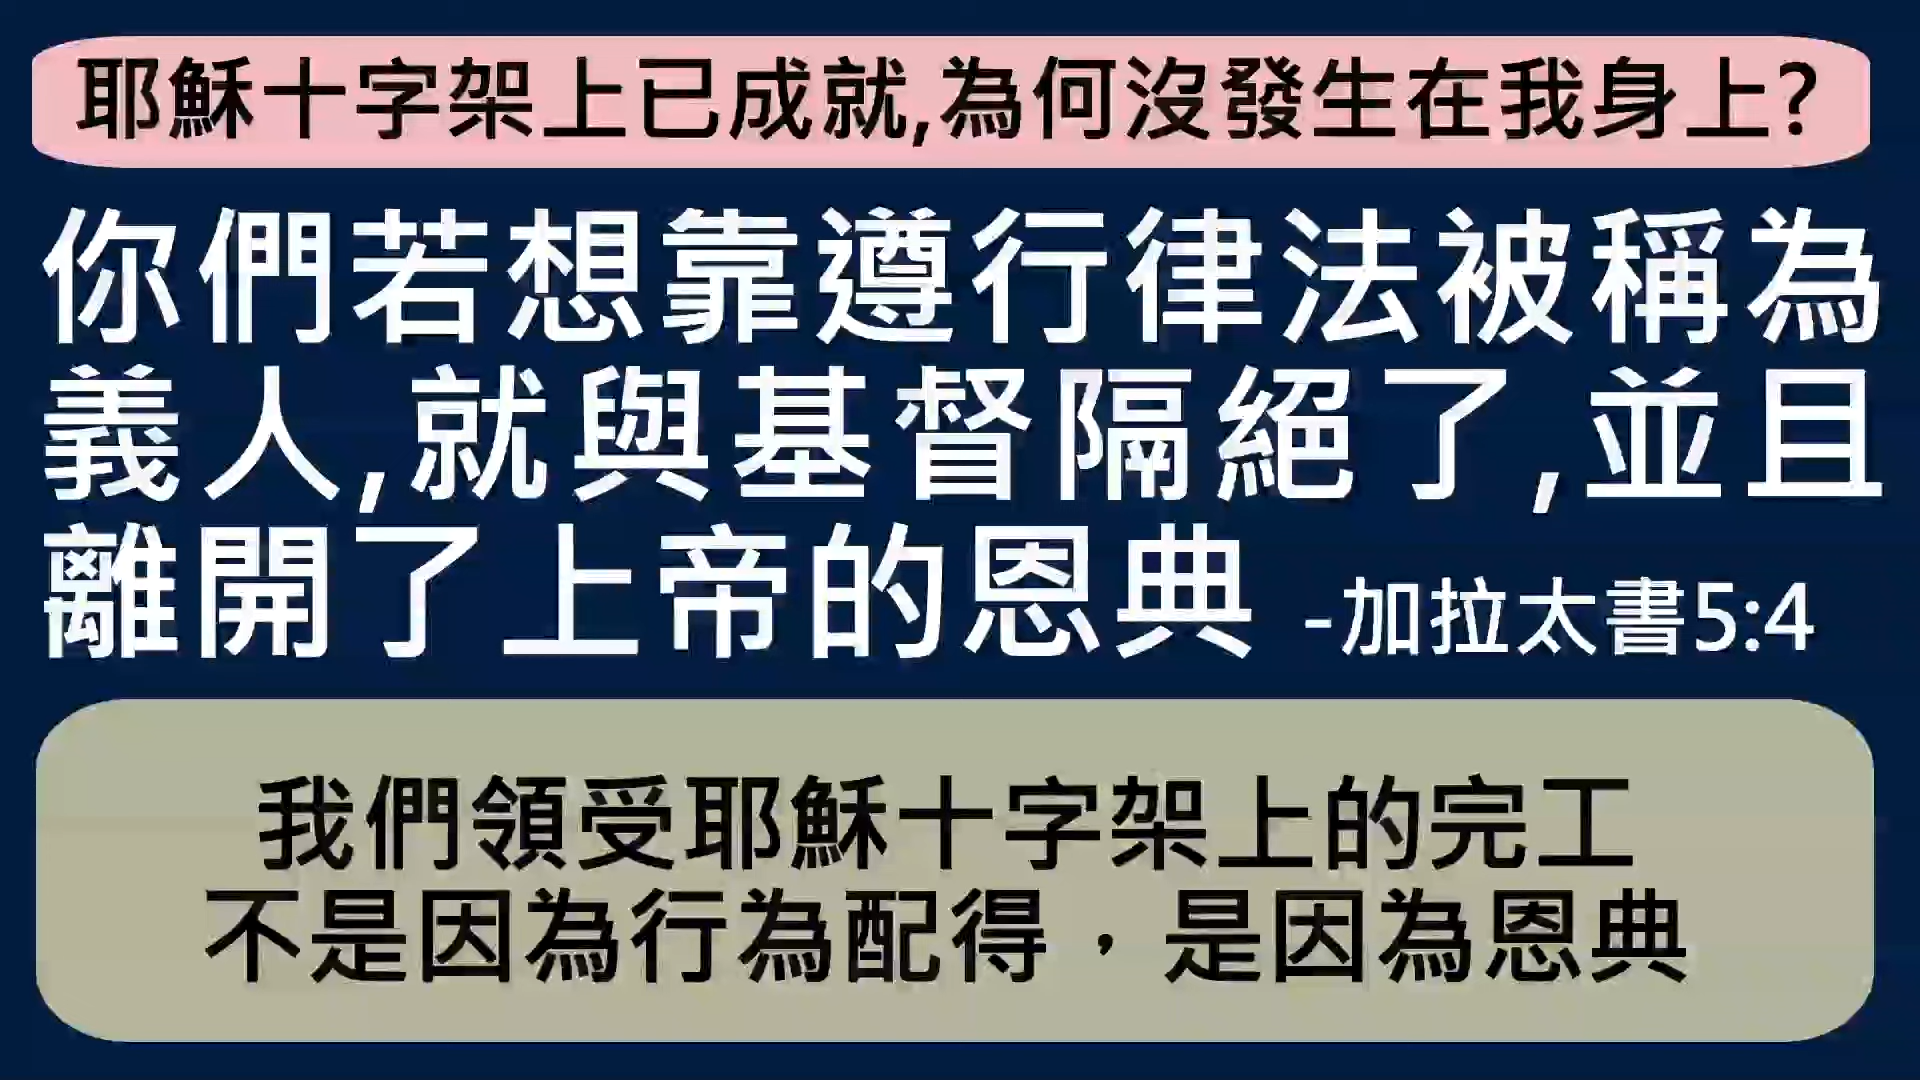 耶穌十字架上已成就,為何沒發生在我身上?
你們若想靠遵行律法被稱為
義人,就與基督隔絕了,並且
離開了上帝的恩典 -加拉太書5:4
我們領受耶穌十字架上的完工
不是因為行為配得，是因為恩典